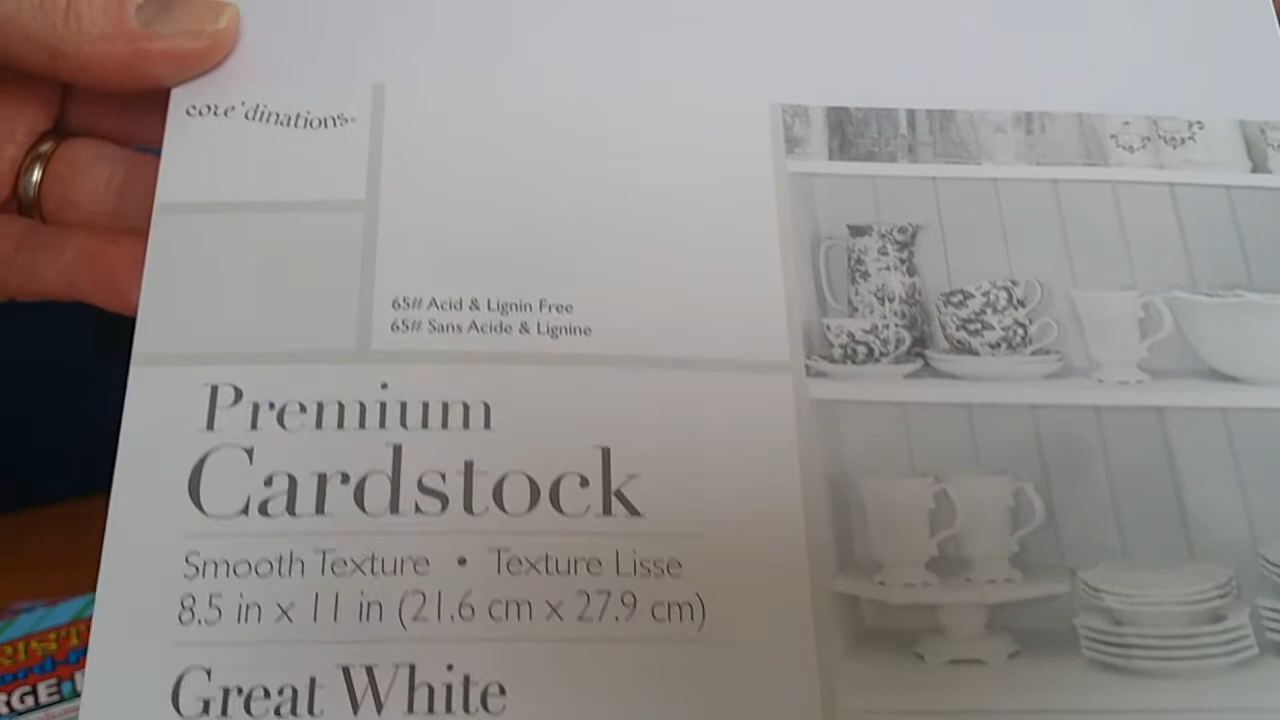 core'dinations
65# Acid & Lignin Free
65# Sans Acide & Lignine
Premium
Cardstock
Smooth Texture • Texture Lisse
8.5 in x 11 in (21.6 cm x 27.9 cm)
Great White